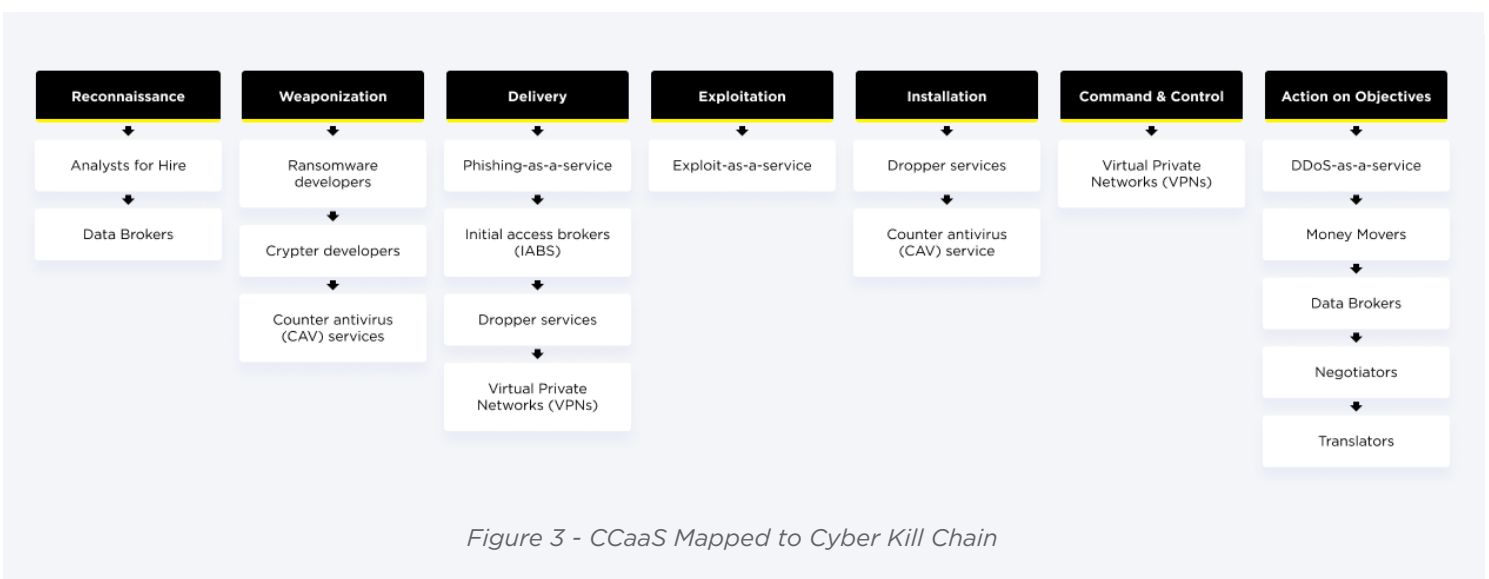 Reconnaissance
Analysts for Hire
Data Brokers
Weaponization
Ransomware
developers
Crypter developers
Counter antivirus
(CAV) services
Delivery
Phishing-as-a-service
Initial access brokers
(IABS)
Dropper services
Virtual Private
Networks (VPNs)
Exploitation
Exploit-as-a-service
Installation
Dropper services
Counter antivirus
(CAV) service
Command & Control
Virtual Private
Networks (VPNs)
Action on Objectives
DDoS-as-a-service
Money Movers
Data Brokers
Negotiators
Translators
Figure 3 - CCaaS Mapped to Cyber Kill Chain